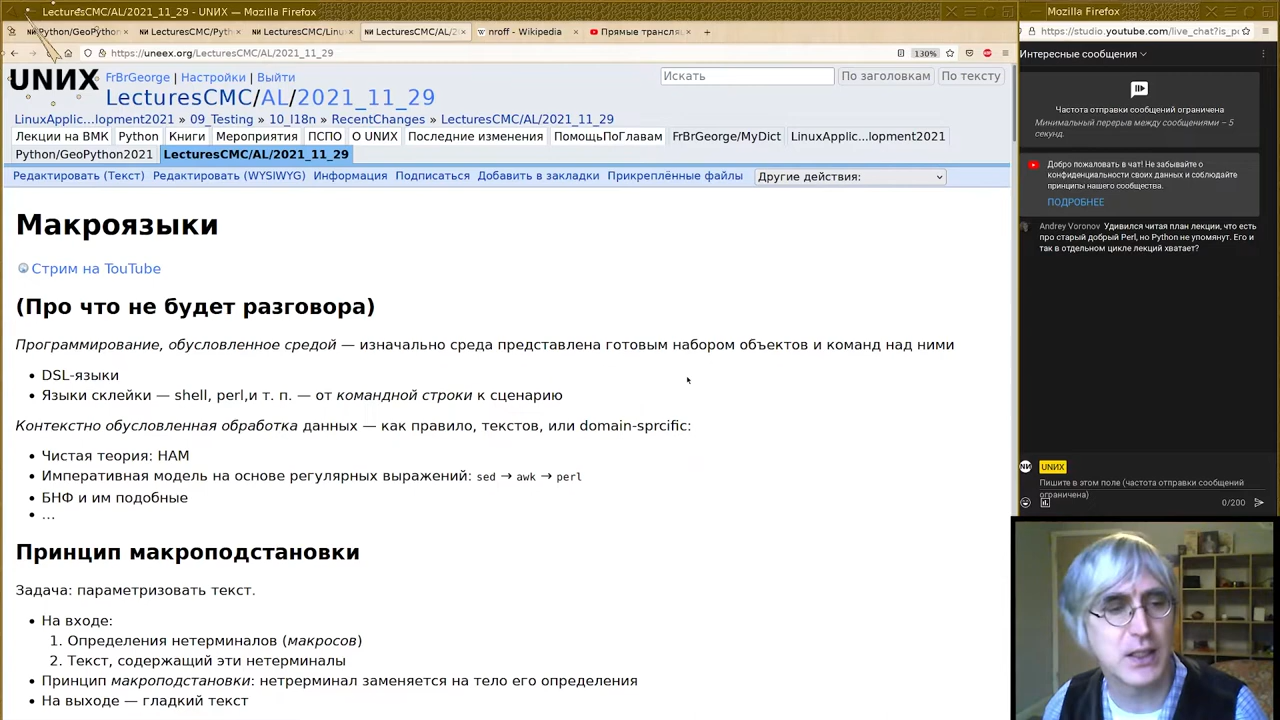 LecturesCMC/AL/2021_11_29 - UNИX — Mozilla Firefox
Python/GeoPython
LecturesCMC/Pyth
LecturesCMC/Linu
LecturesCMC/AL/2
nroff - Wikipedia
Прямые трансляц
https://uneex.org/LecturesCMC/AL/2021_11_29
130%
UNИX
FrBrGeorge | Настройки | Выйти
Искать
По заголовкам
По тексту
LecturesCMC/AL/2021_11_29
LinuxApplic...lopment2021 » 09_Testing » 10_I18n » RecentChanges » LecturesCMC/AL/2021_11_29
Лекции на ВМК Python Книги Мероприятия ПСПО О UNIX Последние изменения ПомощьПоГлавам FrBrGeorge/MyDict LinuxApplic...lopment2021
Python/GeoPython2021 LecturesCMC/AL/2021_11_29
Редактировать (Текст) Редактировать (WYSIWYG) Информация Подписаться Добавить в закладки Прикреплённые файлы Другие действия:
Макроязыки
Стрим на TouTube
(Про что не будет разговора)
Программирование, обусловленное средой — изначально среда представлена готовым набором объектов и команд над ними
• DSL-языки
• Языки склейки — shell, perl,и т. п. — от командной строки к сценарию
Контекстно обусловленная обработка данных — как правило, текстов, или domain-sprcific:
• Чистая теория: НАМ
• Императивная модель на основе регулярных выражений: sed → awk → perl
• БНФ и им подобные
• …
Принцип макроподстановки
Задача: параметризовать текст.
• На входе:
1. Определения нетерминалов (макросов)
2. Текст, содержащий эти нетерминалы
• Принцип макроподстановки: нетрерминал заменяется на тело его определения
• На выходе — гладкий текст
Mozilla Firefox
https://studio.youtube.com/live_chat?is_po
Интересные сообщения
Частота отправки сообщений ограничена
Минимальный перерыв между сообщениями – 5
секунд.
Добро пожаловать в чат! Не забывайте о
конфиденциальности своих данных и соблюдайте
принципы нашего сообщества.
ПОДРОБНЕЕ
Andrey Voronov Удивился читая план лекции, что есть
про старый добрый Perl, но Python не упомянут. Его и
так в отдельном цикле лекций хватает?
UNИX
Пишите в этом поле (частота отправки сообщений
ограничена)
0/200